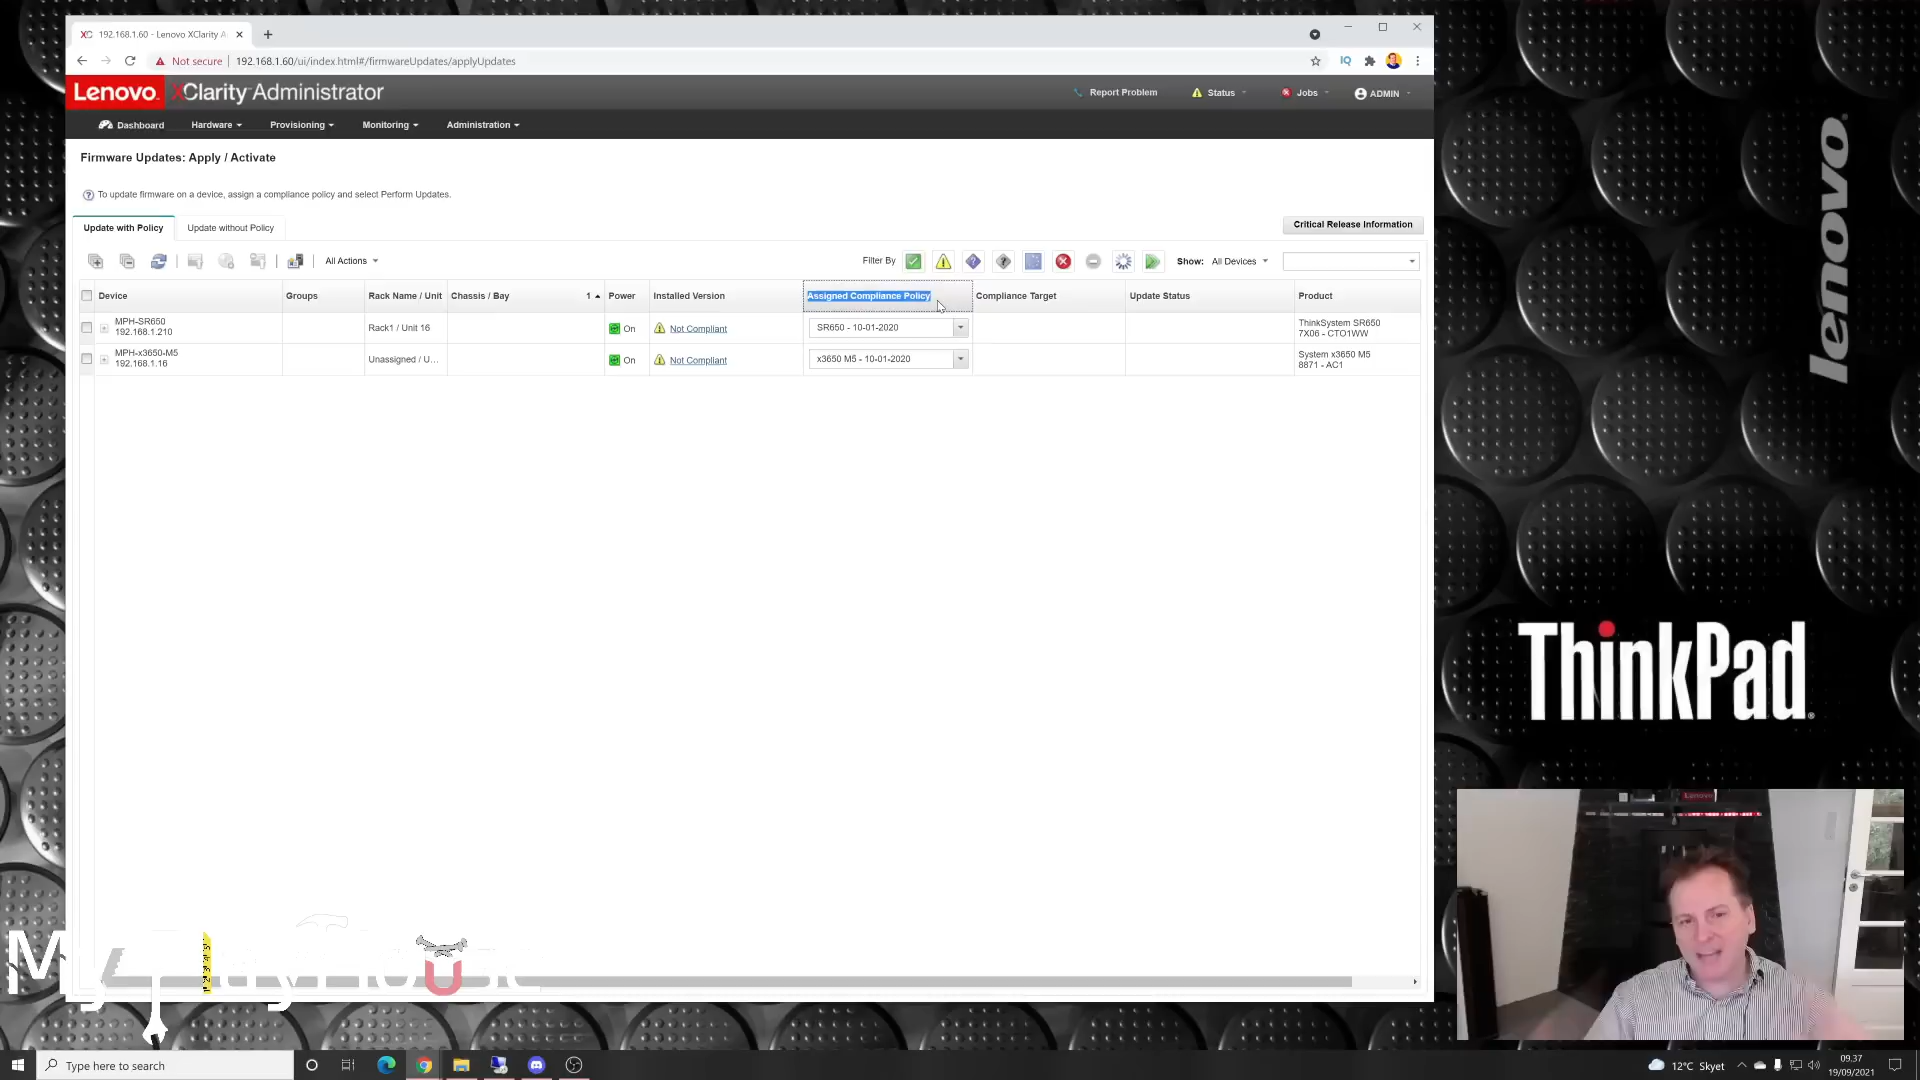 192.168.1.60 - Lenovo XClarity A
Not secure
192.168.1.60/ui/index.html#/firmwareUpdates/applyUpdates
IQ
Lenovo
XClarity Administrator
Report Problem
Status
Jobs
ADMIN
Dashboard
Hardware
Provisioning
Monitoring
Administration
Firmware Updates: Apply / Activate
To update firmware on a device, assign a compliance policy and select Perform Updates.
Update with Policy
Update without Policy
Critical Release Information
All Actions
Filter By
Show:
All Devices
Device
Groups
Rack Name / Unit
Chassis / Bay
1
Power
Installed Version
Assigned Compliance Policy
Compliance Target
Update Status
Product
MPH-SR650
192.168.1.210
Rack1 / Unit 16
On
Not Compliant
SR650 - 10-01-2020
ThinkSystem SR650
7X06 - CTO1WW
MPH-x3650-M5
192.168.1.16
Unassigned / U...
On
Not Compliant
x3650 M5 - 10-01-2020
System x3650 M5
8871 - AC1
lenovo
ThinkPad
Lenovo
My PlayHouse
Type here to search
12°C Skyet
09.37
19/09/2021